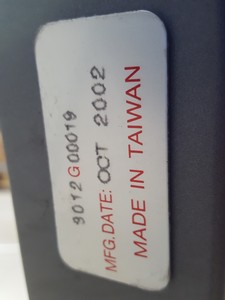 9012G00019
MFG.DATE: OCT 2002
MADE IN TAIWAN